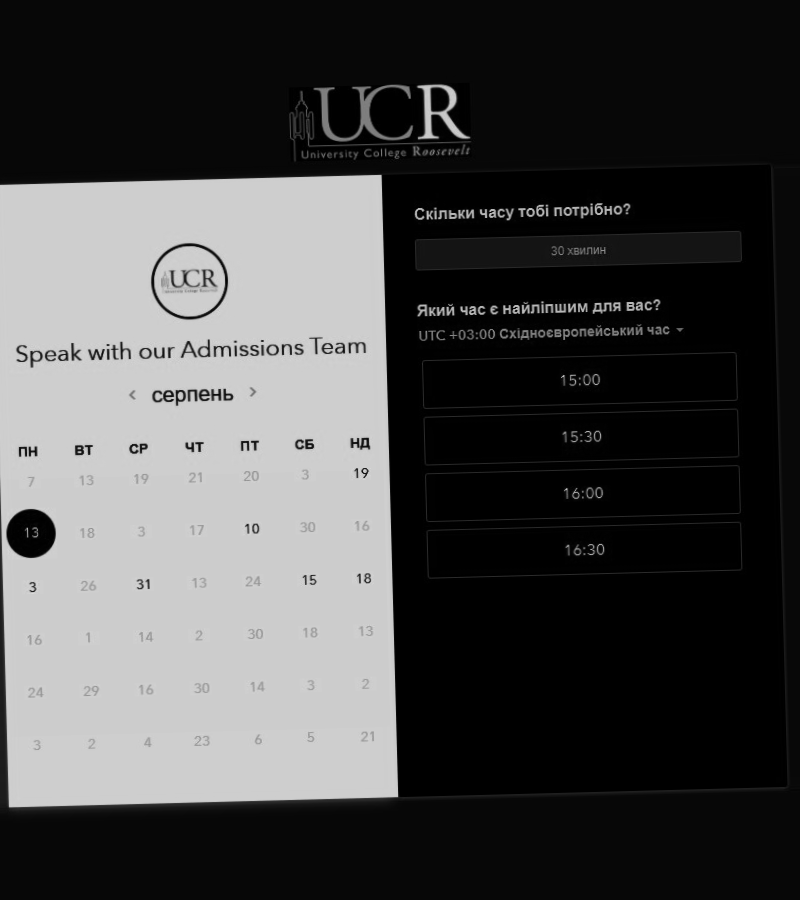 UCR
University College Roosevelt
UCR
Speak with our Admissions Team
серпень
ПН ВТ СР ЧТ ПТ СБ НД
7 13 19 21 20 3 19
13 18 3 17 10 30 16
3 26 31 13 24 15 18
16 1 14 2 30 18 13
24 29 16 30 14 3 2
3 2 4 23 6 5 21
Скільки часу тобі потрібно?
30 хвилин
Який час є найліпшим для вас?
UTC +03:00 Східноєвропейський час
15:00
15:30
16:00
16:30